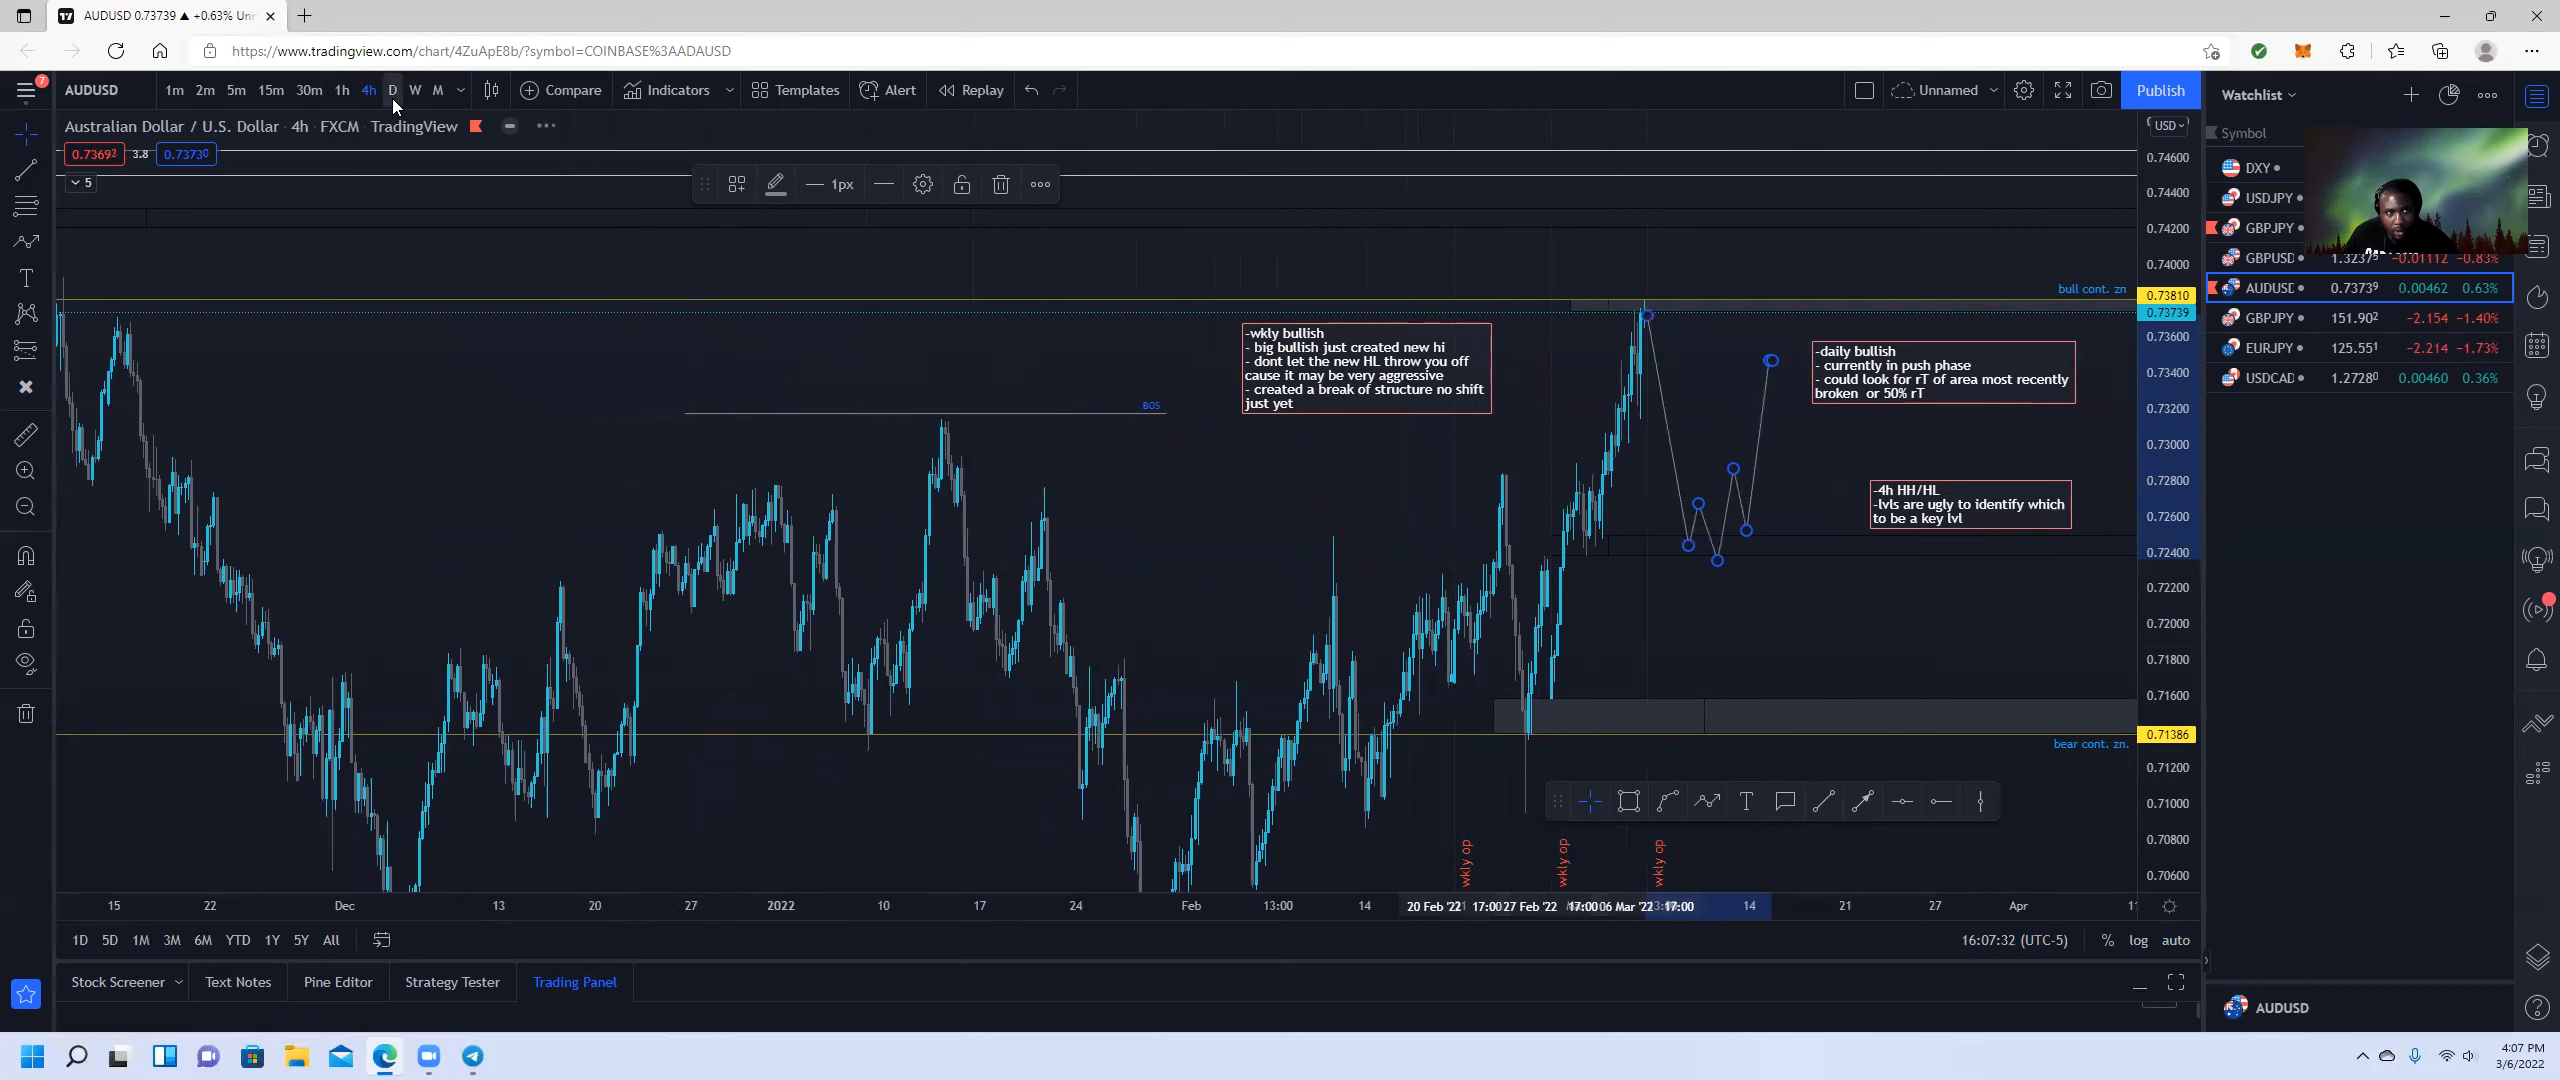 AUDUSD 0.73739 ▲ +0.63% Unr
https://www.tradingview.com/chart/4ZuApE8b/?symbol=COINBASE%3AADAUSD
7
AUDUSD 1m 2m 5m 15m 30m 1h 4h D W M Compare Indicators Templates Alert Replay Unnamed Publish
Australian Dollar / U.S. Dollar · 4h · FXCM · TradingView
0.73692 3.8 0.73730
5
1px
USD
0.74600
0.74400
0.74200
0.74000
bull cont. zn 0.73810
0.73739
0.73600
0.73400
0.73200
0.73000
0.72800
0.72600
0.72400
0.72200
0.72000
0.71800
0.71600
0.71386
bear cont. zn.
0.71200
0.71000
0.70800
0.70600
BOS
-wkly bullish
- big bullish just created new hi
- dont let the new HL throw you off
cause it may be very aggressive
- created a break of structure no shift
just yet
-daily bullish
- currently in push phase
- could look for rT of area most recently
broken or 50% rT
-4h HH/HL
-lvls are ugly to identify which
to be a key lvl
wkly op
wkly op
wkly op
15 22 Dec 13 20 27 2022 10 17 24 Feb 13:00 14 20 Feb '22 17:00 27 Feb '22 17:00 06 Mar '22 17:00 14 21 27 Apr
1D 5D 1M 3M 6M YTD 1Y 5Y All
16:07:32 (UTC-5) % log auto
Stock Screener Text Notes Pine Editor Strategy Tester Trading Panel
Watchlist
Symbol
DXY
USDJPY
GBPJPY
GBPUSD 1.32375 -0.01112 -0.83%
AUDUSD 0.73739 0.00462 0.63%
GBPJPY 151.902 -2.154 -1.40%
EURJPY 125.551 -2.214 -1.73%
USDCAD 1.27280 0.00460 0.36%
AUDUSD
4:07 PM
3/6/2022